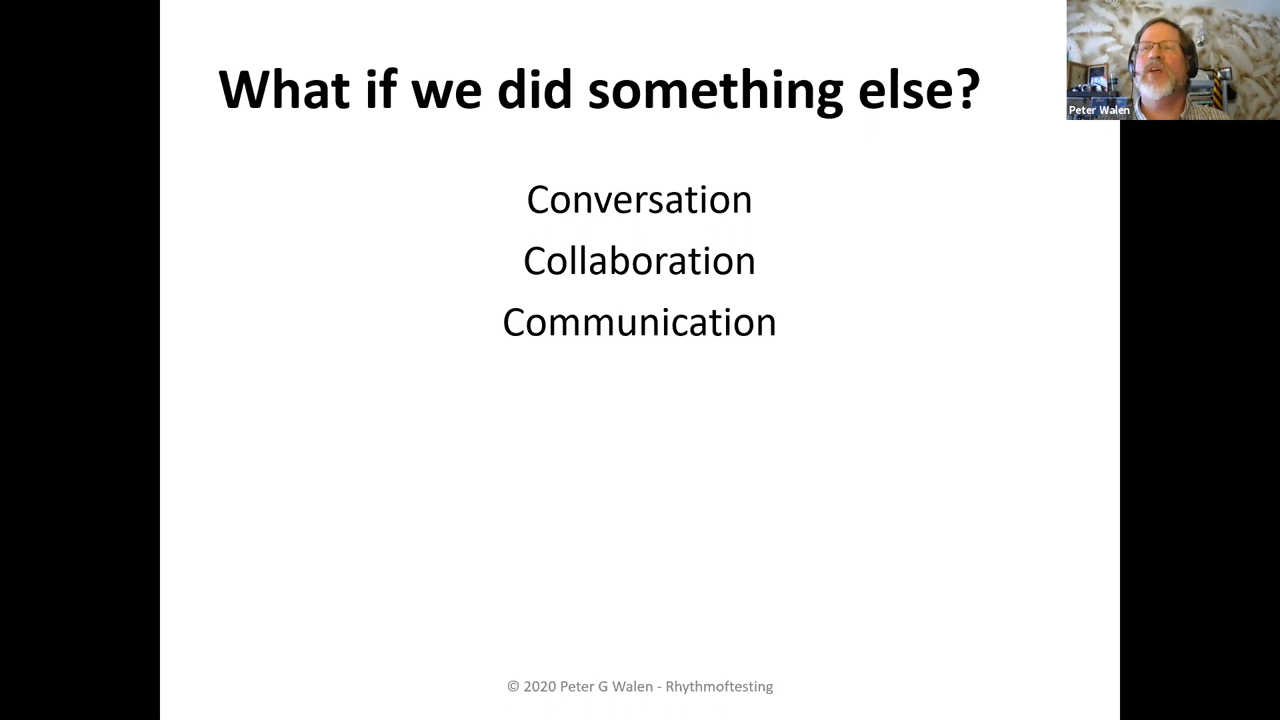 What if we did something else?
Peter Walen
Conversation
Collaboration
Communication
© 2020 Peter G Walen - Rhythmoftesting